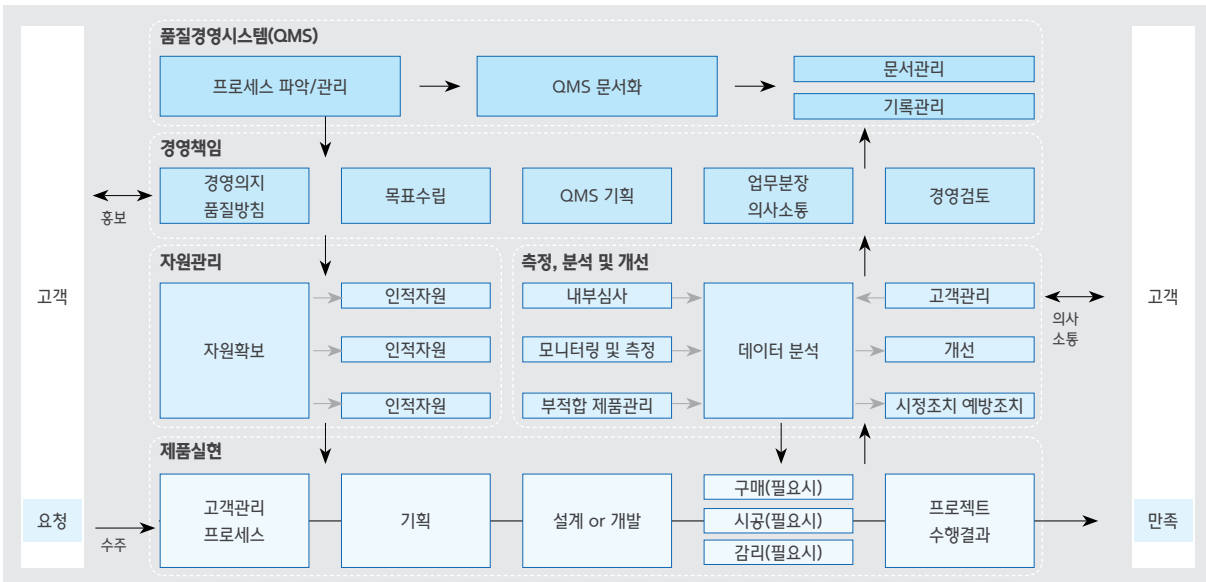 품질경영시스템(QMS)
프로세스 파악/관리
QMS 문서화
문서관리
기록관리
경영책임
경영의지
품질방침
목표수립
QMS 기획
업무분장
의사소통
경영검토
홍보
고객
자원관리
자원확보
인적자원
인적자원
인적자원
측정, 분석 및 개선
내부심사
모니터링 및 측정
부적합 제품관리
데이터 분석
고객관리
개선
시정조치 예방조치
의사
소통
고객
제품실현
요청
수주
고객관리
프로세스
기획
설계 or 개발
구매(필요시)
시공(필요시)
감리(필요시)
프로젝트
수행결과
만족